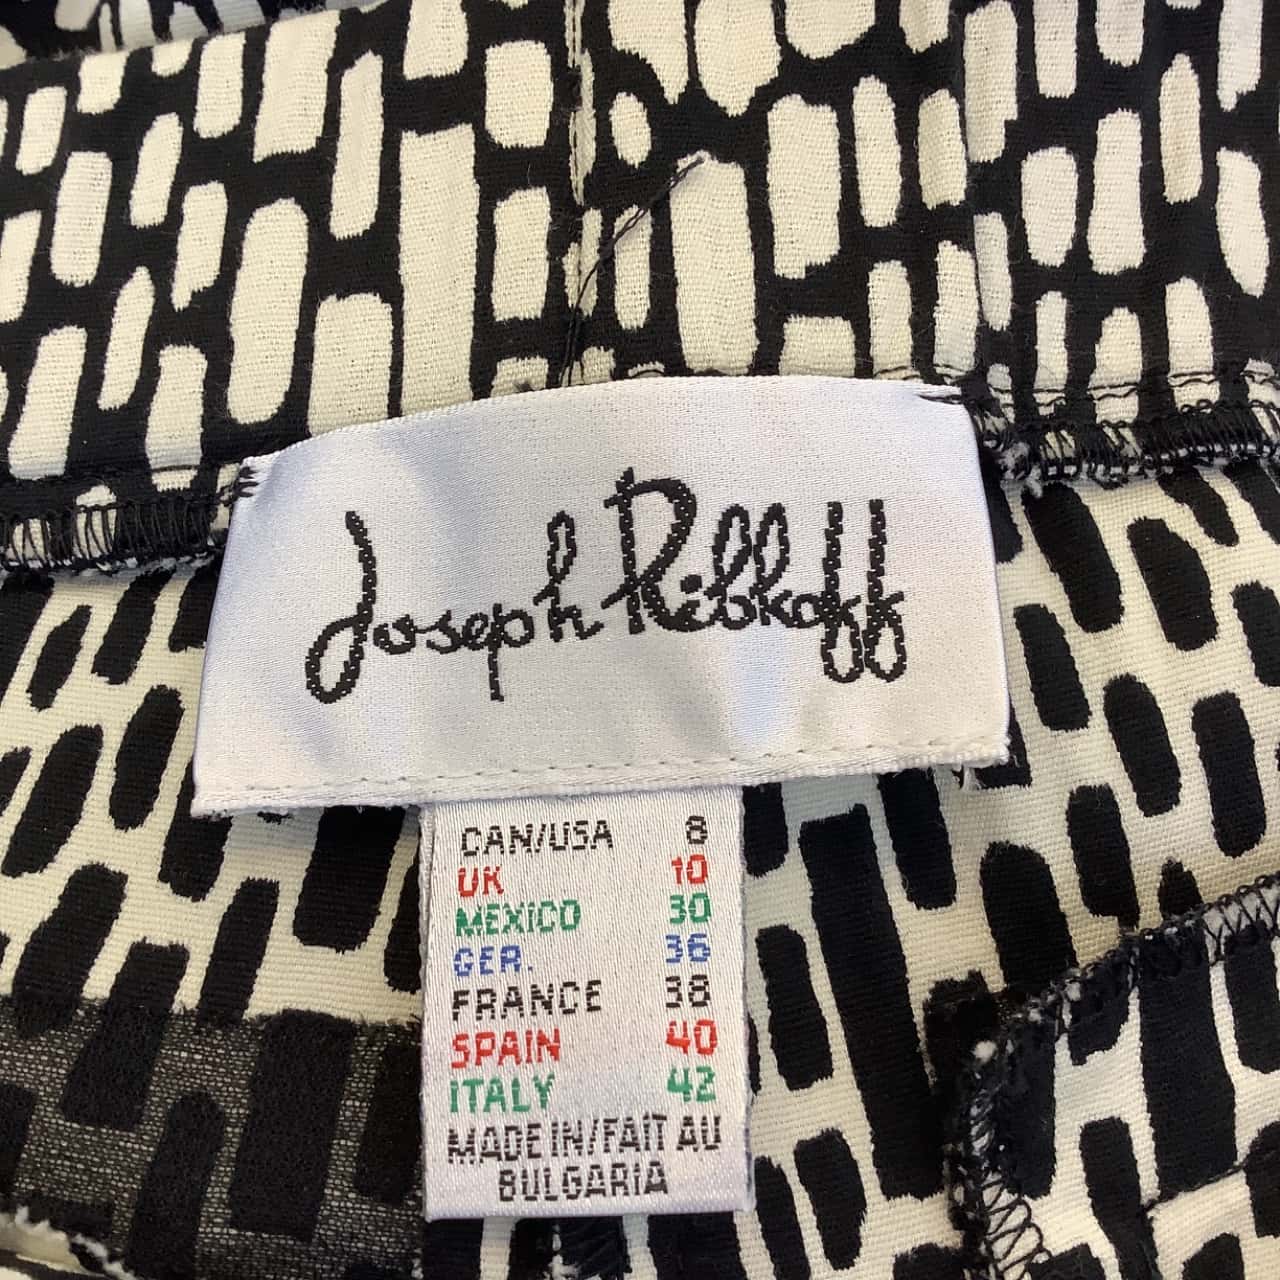 Joseph Ribkoff
CAN/USA 8
UK 10
MEXICO 30
GER. 36
FRANCE 38
SPAIN 40
ITALY 42
MADE IN/FAIT AU
BULGARIA